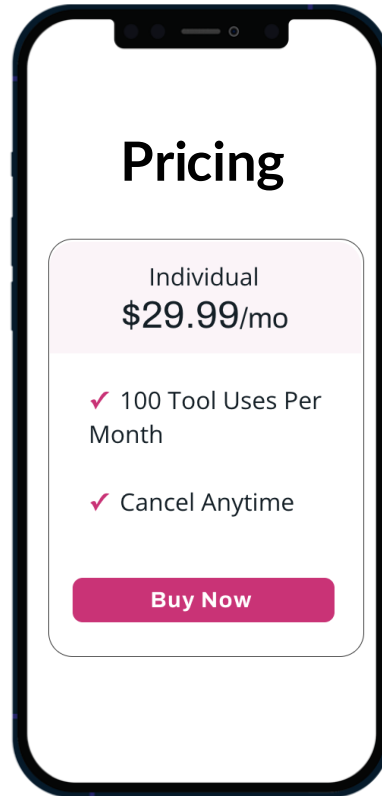 Pricing
Individual
$29.99/mo
✓ 100 Tool Uses Per
Month
✓ Cancel Anytime
Buy Now